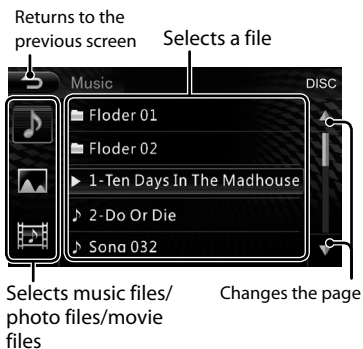 Returns to the
previous screen
Selects a file
Music
DISC
Floder 01
Floder 02
1-Ten Days In The Madhouse
2-Do Or Die
Song 032
Selects music files/
photo files/movie
files
Changes the page